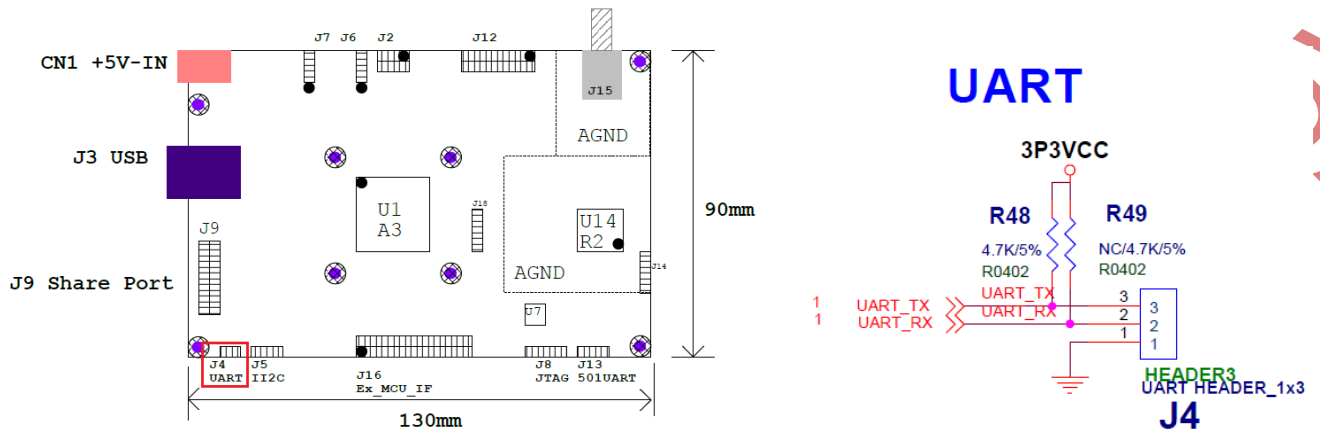 J7 J6 J2 J12
CN1 +5V-IN
J15
AGND
J3 USB
90mm
U1
A3
J18
U14
R2
J9
J14
AGND
J9 Share Port
U7
J4 J5 J8 J13
UART II2C JTAG 501UART
J16
Ex_MCU_IF
130mm
UART
3P3VCC
R48 R49
4.7K/5% NC/4.7K/5%
R0402 R0402
1 UART_TX UART_TX 3 3
1 UART_RX UART_RX 2 2
1 1
HEADER3
UART HEADER_1x3
J4